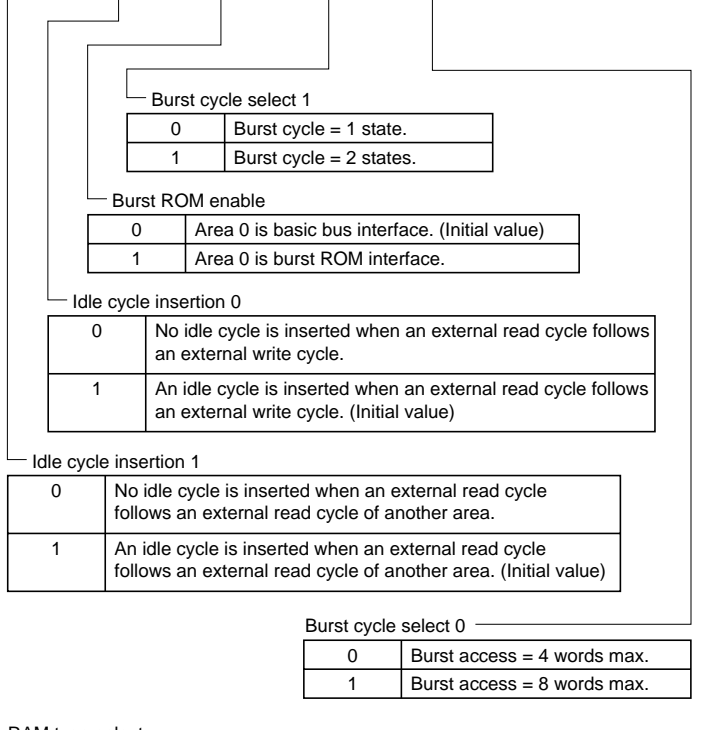 Burst cycle select 1
0 Burst cycle = 1 state.
1 Burst cycle = 2 states.
Burst ROM enable
0 Area 0 is basic bus interface. (Initial value)
1 Area 0 is burst ROM interface.
Idle cycle insertion 0
0 No idle cycle is inserted when an external read cycle follows
an external write cycle.
1 An idle cycle is inserted when an external read cycle follows
an external write cycle. (Initial value)
Idle cycle insertion 1
0 No idle cycle is inserted when an external read cycle
follows an external read cycle of another area.
1 An idle cycle is inserted when an external read cycle
follows an external read cycle of another area. (Initial value)
Burst cycle select 0
0 Burst access = 4 words max.
1 Burst access = 8 words max.